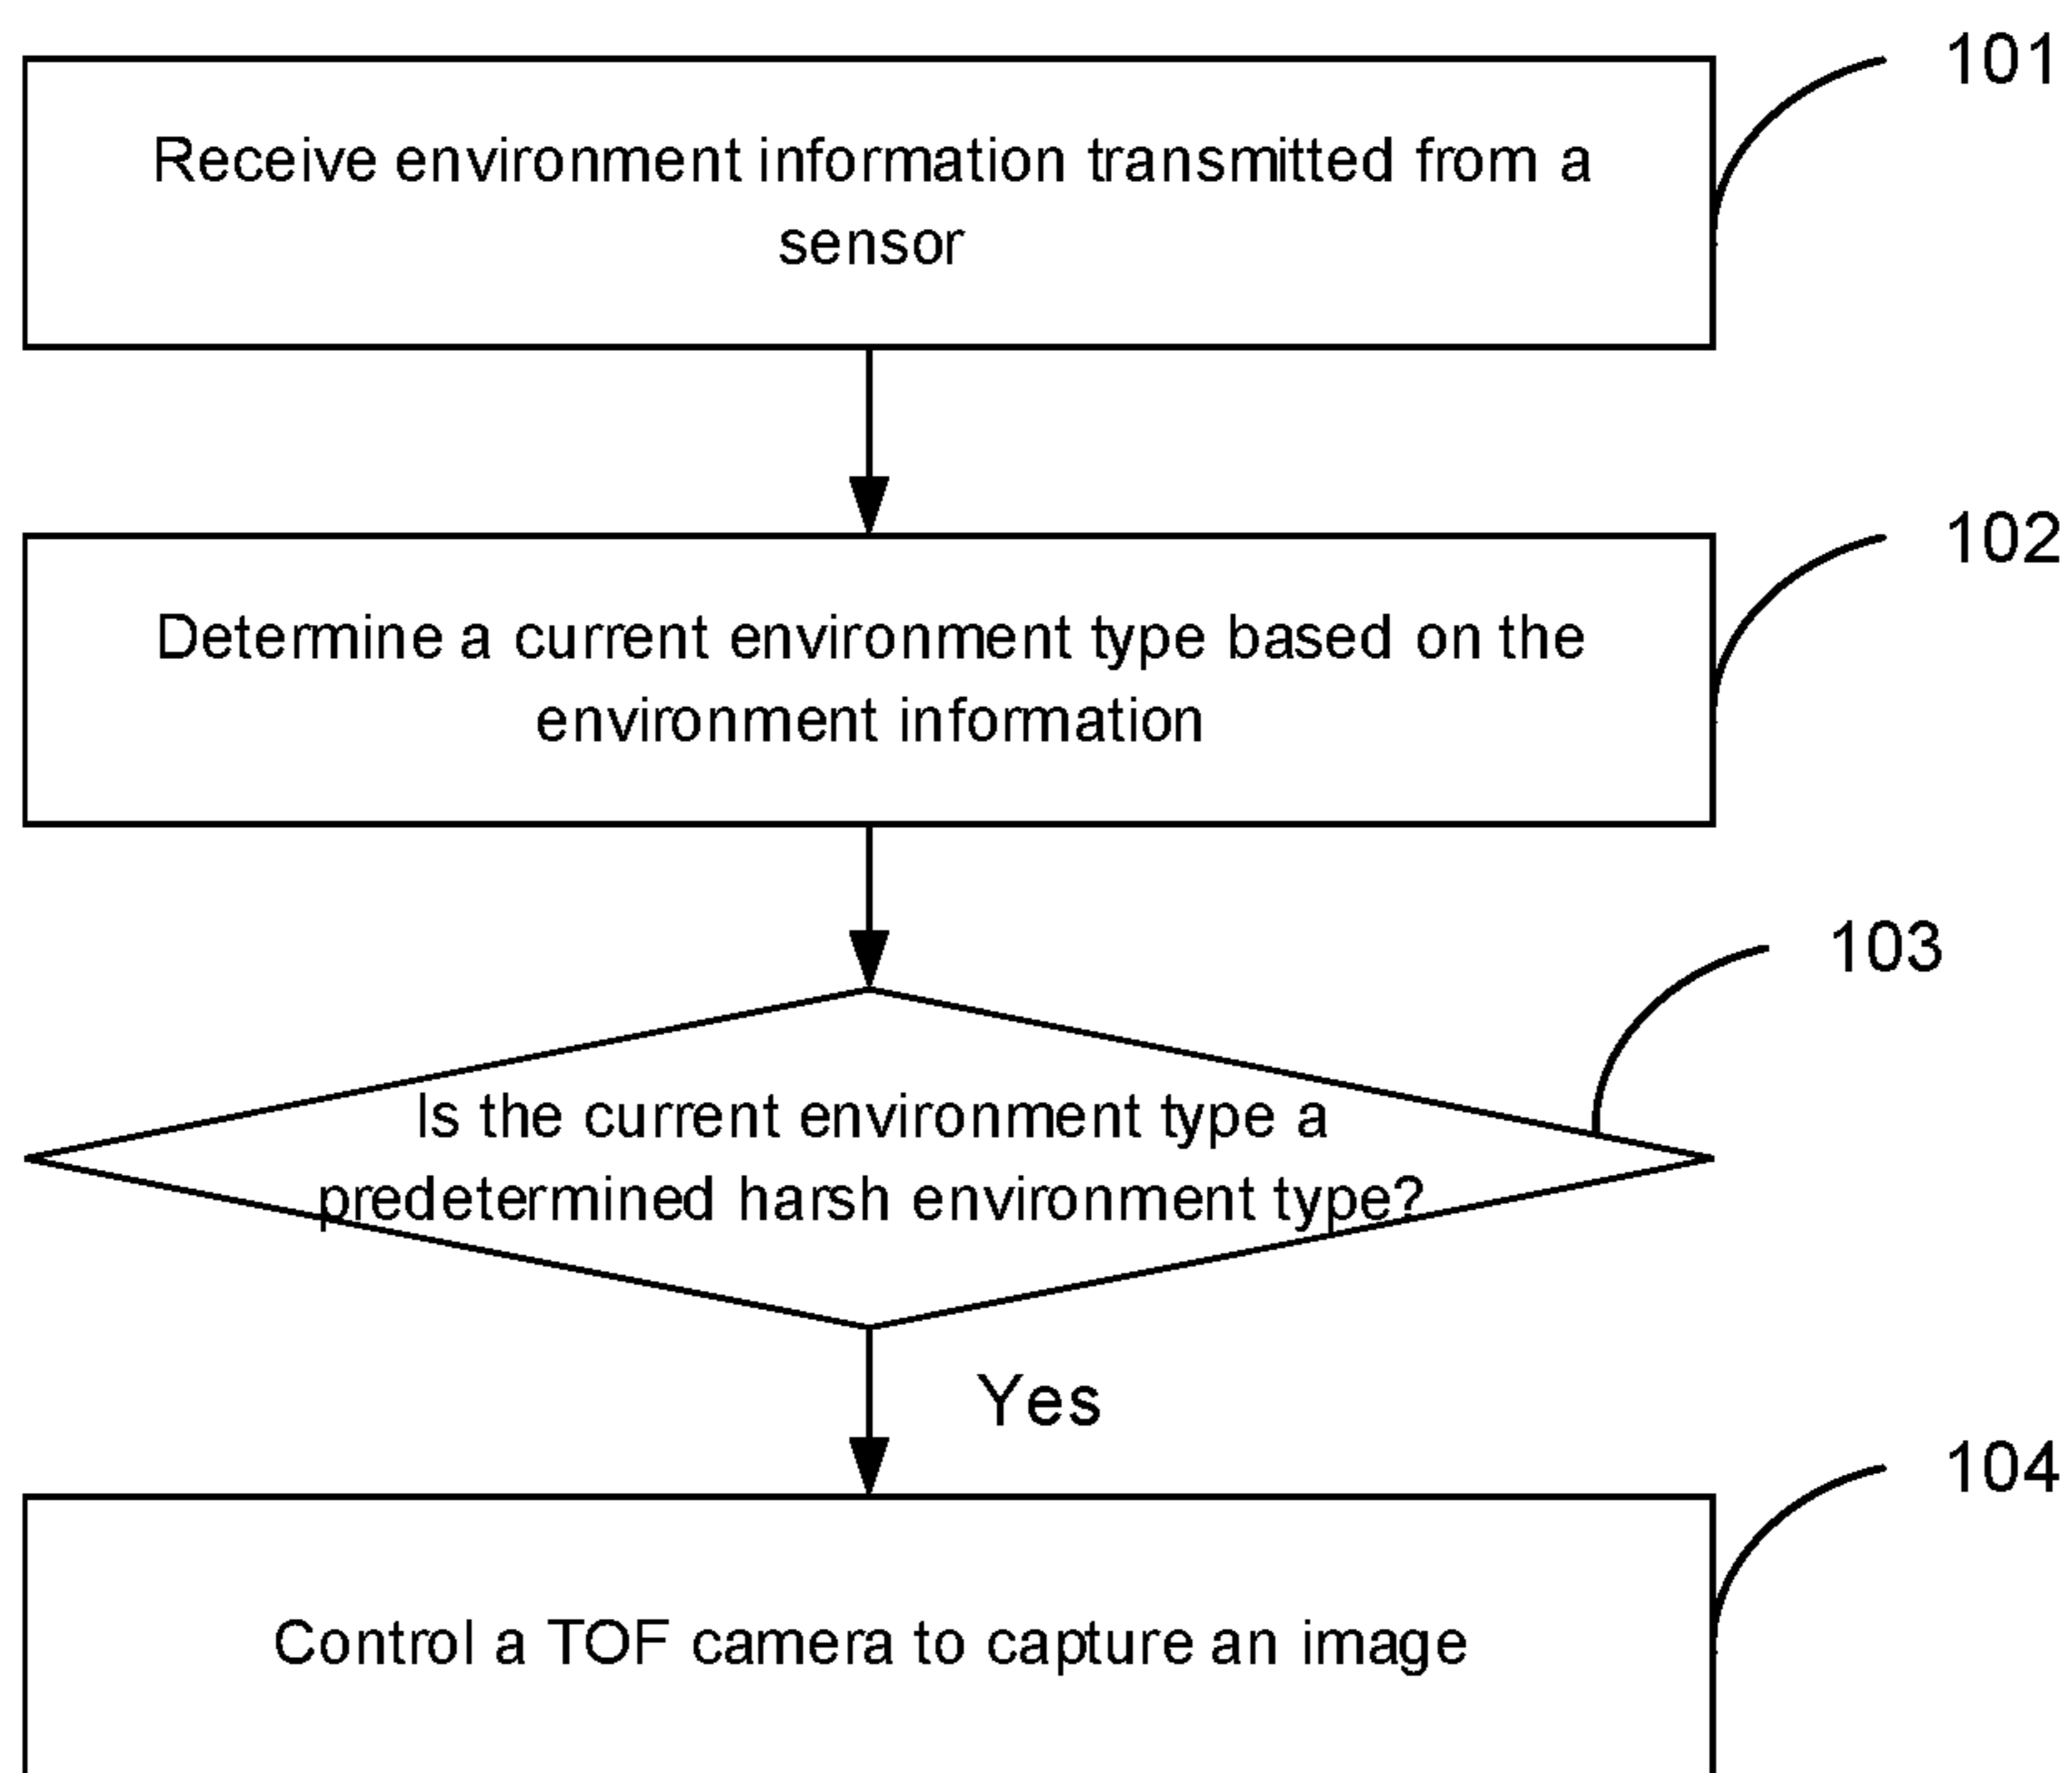 101
Receive environment information transmitted from a
sensor
102
Determine a current environment type based on the
environment information
103
Is the current environment type a
predetermined harsh environment type?
Yes
104
Control a TOF camera to capture an image